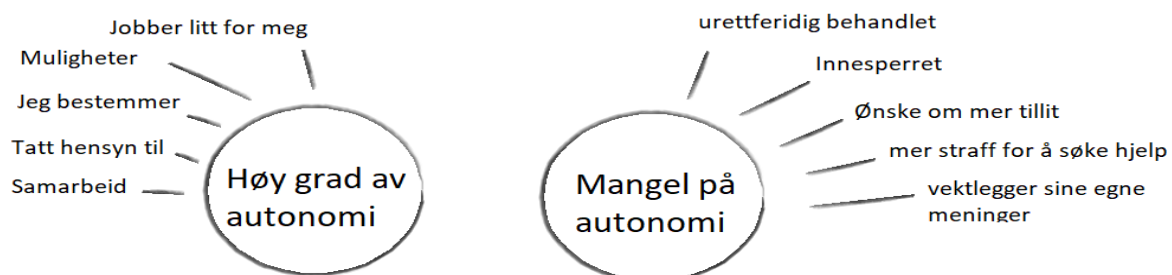 Jobber litt for meg
Muligheter
Jeg bestemmer
Tatt hensyn til
Samarbeid
Høy grad av
autonomi
urettferidig behandlet
Innesperret
Ønske om mer tillit
mer straff for å søke hjelp
vektlegger sine egne
meninger
Mangel på
autonomi